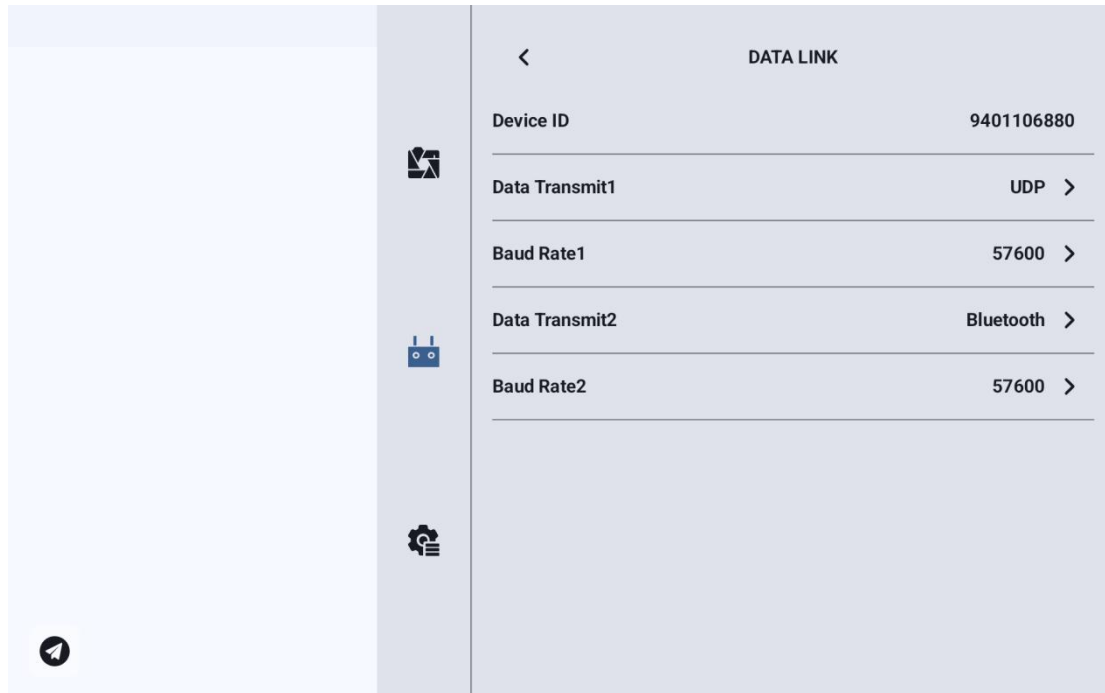 DATA LINK
Device ID 9401106880
Data Transmit1 UDP
Baud Rate1 57600
Data Transmit2 Bluetooth
Baud Rate2 57600